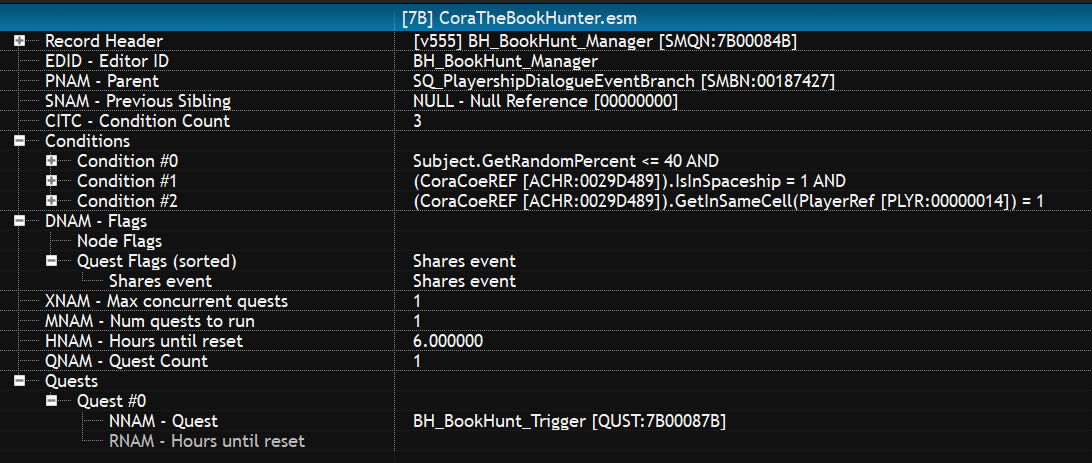 [7B] CoraTheBookHunter.esm
Record Header [v555] BH_BookHunt_Manager [SMQN:7B00084B]
EDID - Editor ID BH_BookHunt_Manager
PNAM - Parent SQ_PlayershipDialogueEventBranch [SMBN:00187427]
SNAM - Previous Sibling NULL - Null Reference [00000000]
CITC - Condition Count 3
Conditions
Condition #0 Subject.GetRandomPercent <= 40 AND
Condition #1 (CoraCoeREF [ACHR:0029D489]).IsInSpaceship = 1 AND
Condition #2 (CoraCoeREF [ACHR:0029D489]).GetInSameCell(PlayerRef [PLYR:00000014]) = 1
DNAM - Flags
Node Flags
Quest Flags (sorted) Shares event
Shares event Shares event
XNAM - Max concurrent quests 1
MNAM - Num quests to run 1
HNAM - Hours until reset 6.000000
QNAM - Quest Count 1
Quests
Quest #0
NNAM - Quest BH_BookHunt_Trigger [QUST:7B00087B]
RNAM - Hours until reset